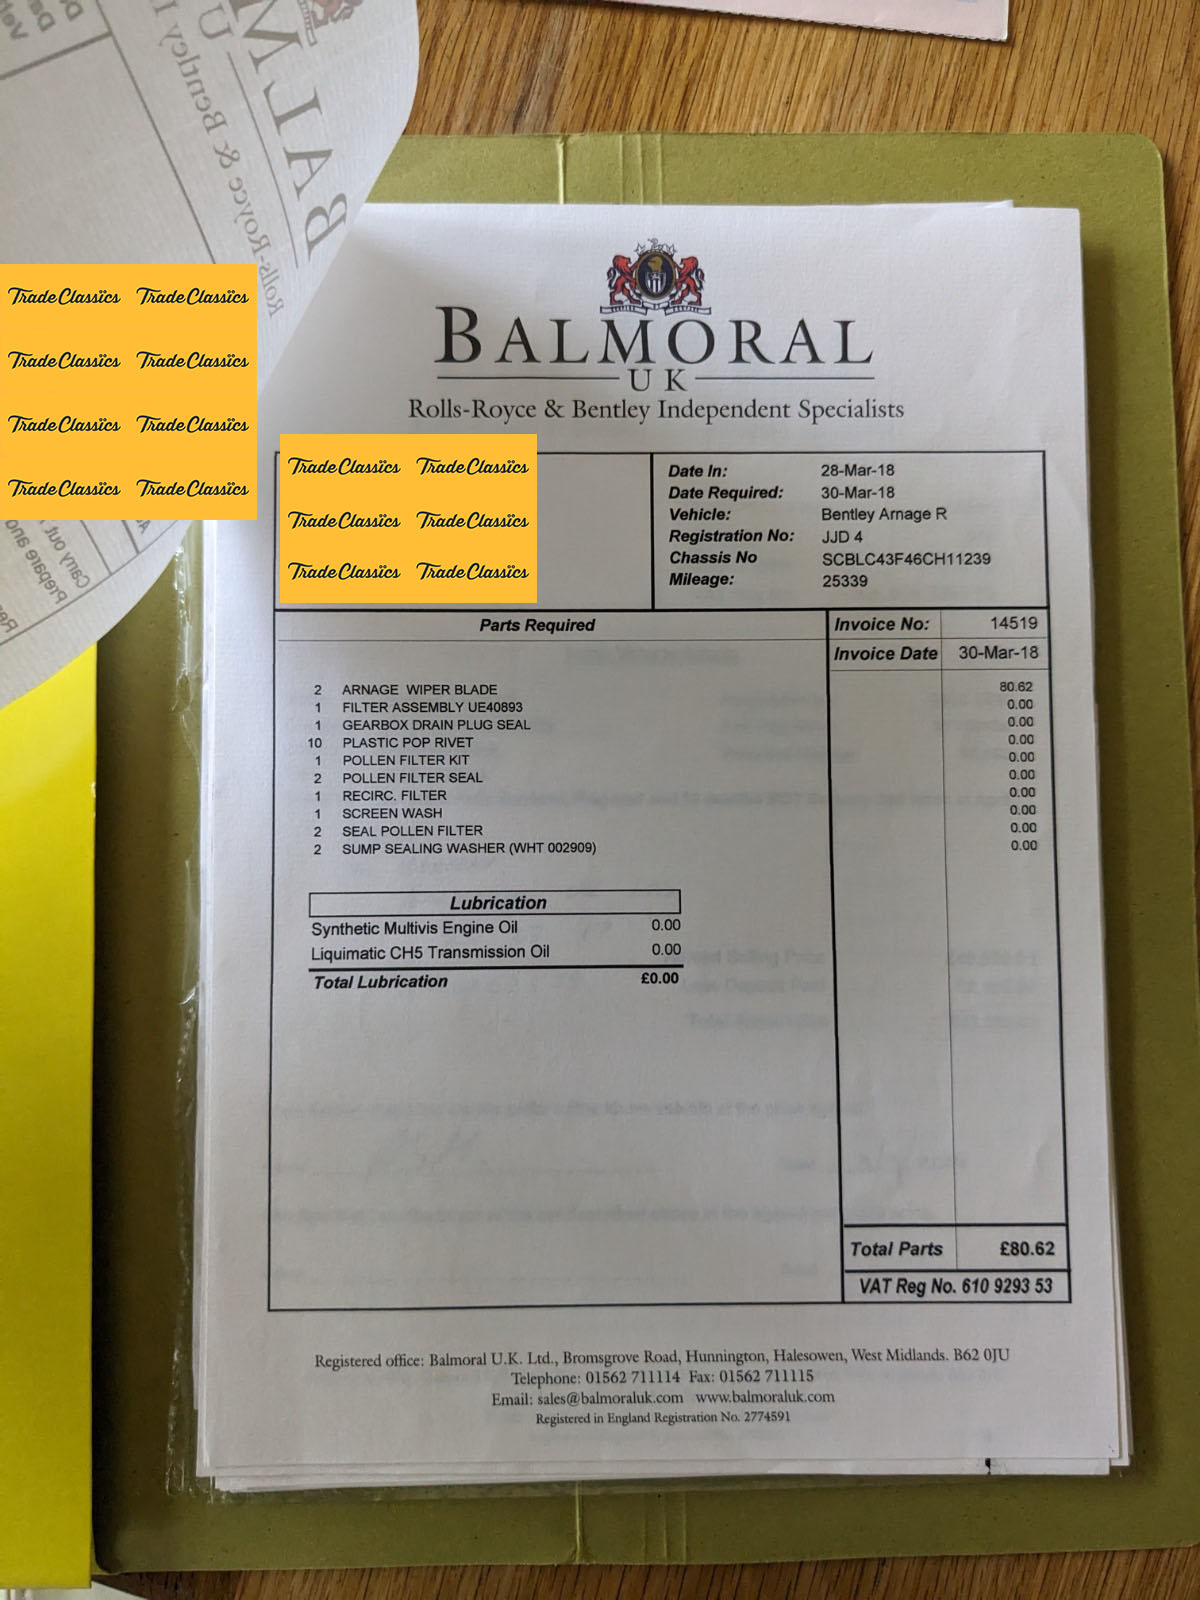 BALMORAL
UK
Rolls-Royce & Bentley Independent Specialists
TradeClassics TradeClassics
TradeClassics TradeClassics
TradeClassics TradeClassics
TradeClassics TradeClassics
TradeClassics TradeClassics
TradeClassics TradeClassics
TradeClassics TradeClassics
BALM
U
Rolls-Royce & Bentley
Carry out
Prepare and
Date In: 28-Mar-18
Date Required: 30-Mar-18
Vehicle: Bentley Arnage R
Registration No: JJD 4
Chassis No SCBLC43F46CH11239
Mileage: 25339
Parts Required
Invoice No: 14519
Invoice Date 30-Mar-18
2 ARNAGE WIPER BLADE 80.62
1 FILTER ASSEMBLY UE40893 0.00
1 GEARBOX DRAIN PLUG SEAL 0.00
10 PLASTIC POP RIVET 0.00
1 POLLEN FILTER KIT 0.00
2 POLLEN FILTER SEAL 0.00
1 RECIRC. FILTER 0.00
1 SCREEN WASH 0.00
2 SEAL POLLEN FILTER 0.00
2 SUMP SEALING WASHER (WHT 002909) 0.00
Lubrication
Synthetic Multivis Engine Oil 0.00
Liquimatic CH5 Transmission Oil 0.00
Total Lubrication £0.00
Total Parts £80.62
VAT Reg No. 610 9293 53
Registered office: Balmoral U.K. Ltd., Bromsgrove Road, Hunnington, Halesowen, West Midlands. B62 0JU
Telephone: 01562 711114 Fax: 01562 711115
Email: sales@balmoraluk.com www.balmoraluk.com
Registered in England Registration No. 2774591